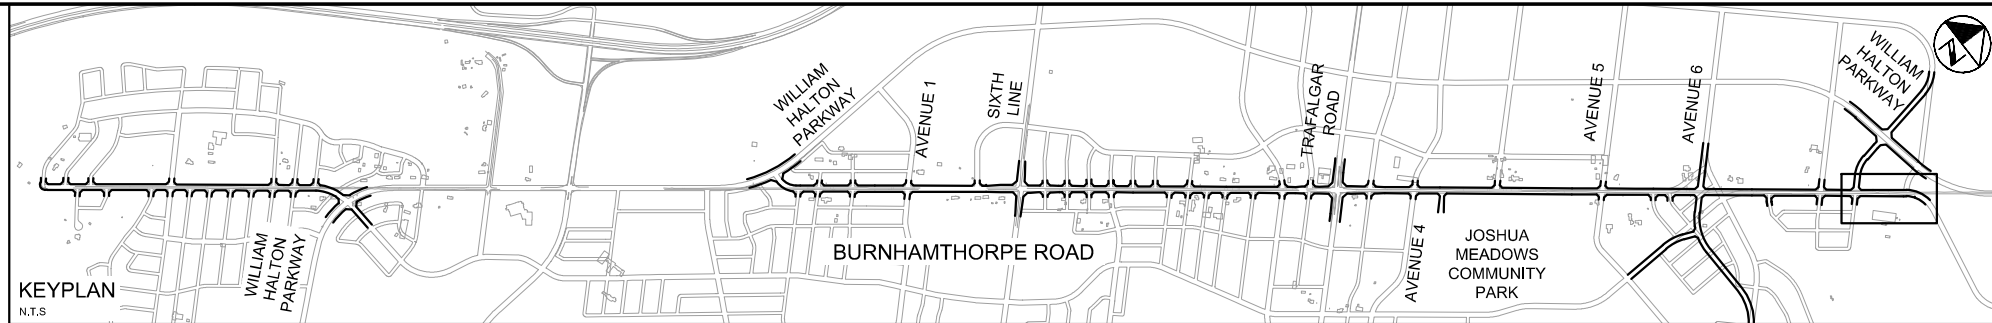 WILLIAM
HALTON
PARKWAY
AVENUE 1
SIXTH
LINE
TRAFALGAR
ROAD
AVENUE 5
AVENUE 6
WILLIAM
HALTON
PARKWAY
N
WILLIAM
HALTON
PARKWAY
BURNHAMTHORPE ROAD
AVENUE 4
JOSHUA
MEADOWS
COMMUNITY
PARK
KEYPLAN
N.T.S